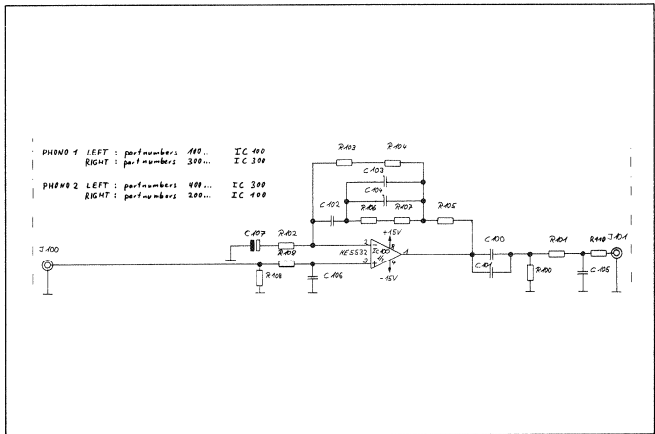 PHONO 1 LEFT : partnumbers 100... IC 100
RIGHT : partnumbers 300... IC 300
PHONO 2 LEFT : partnumbers 400... IC 300
RIGHT : partnumbers 200... IC 100
R103 R104
C103
C104
C102 R106 R107 R105
C107 R102
+15V
J100
R109
NE5532
2 8
IC100
1
3 4
½
-15V
R108
C106
C100
C101
R101
R110
J101
R100
C105